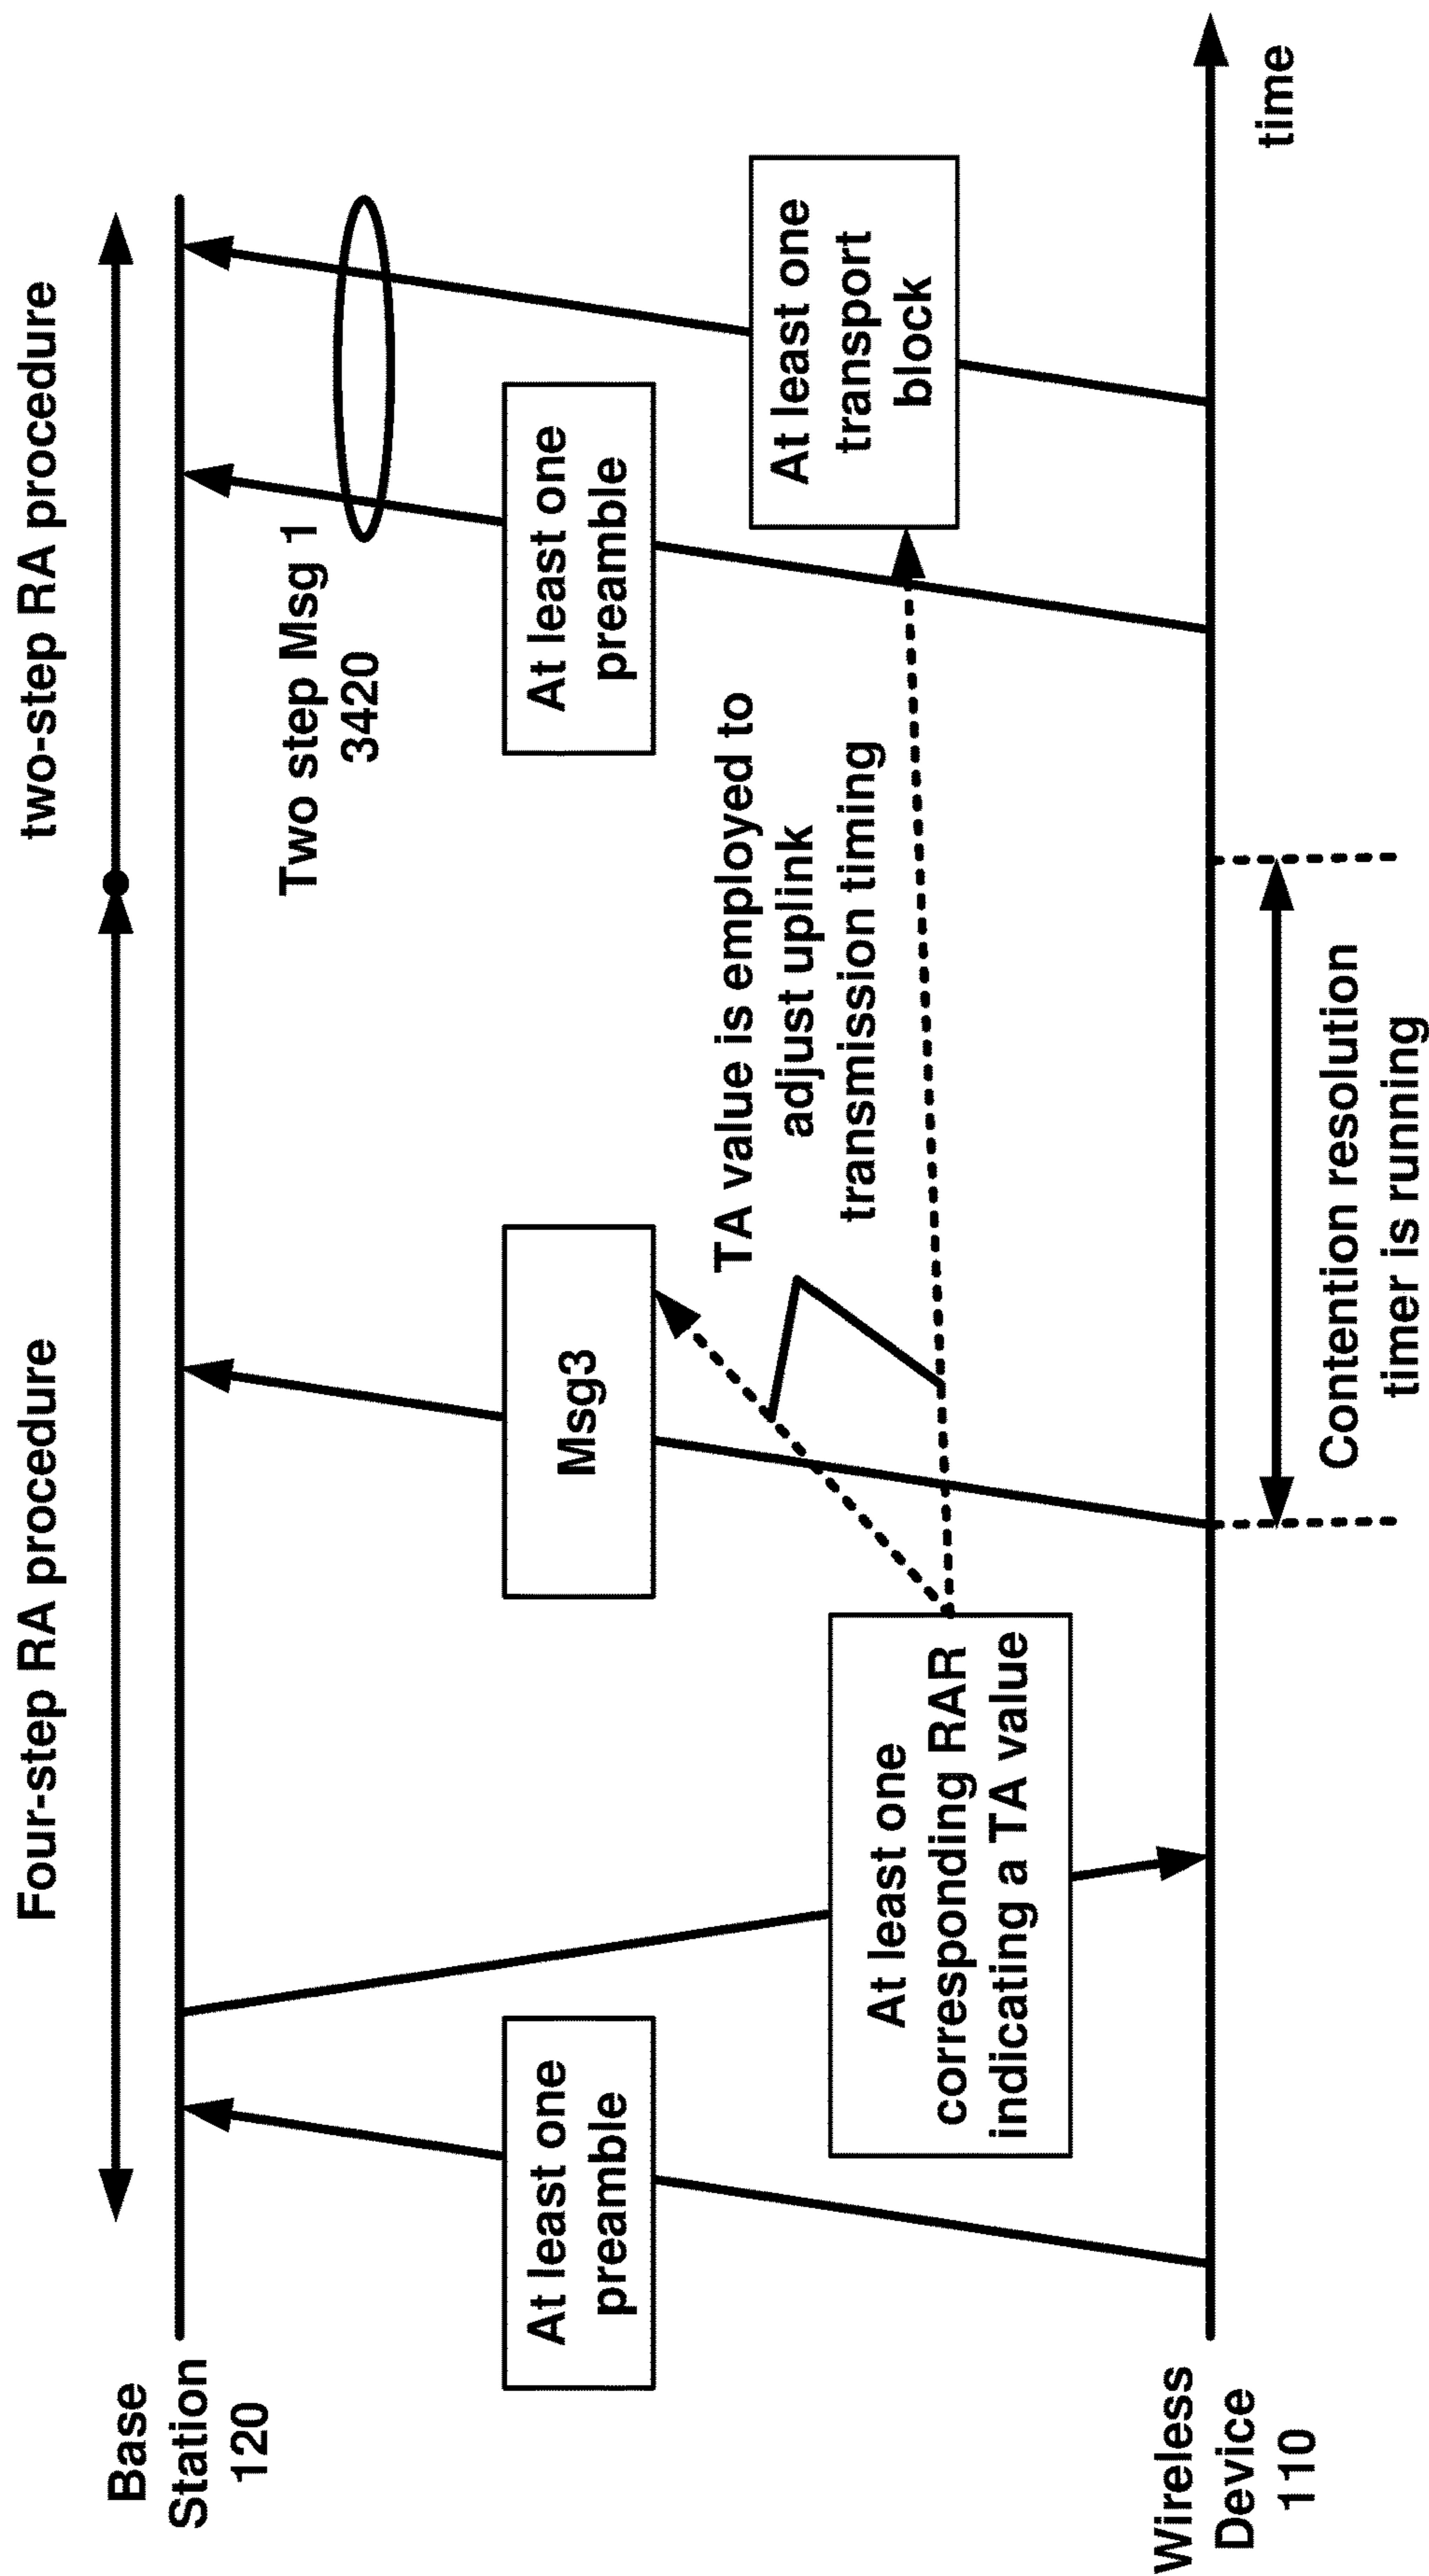 Four-step RA procedure
two-step RA procedure
Base
Station
120
Two step Msg 1
3420
At least one
preamble
Msg3
At least one
preamble
TA value is employed to
adjust uplink
transmission timing
At least one
transport
block
At least one
corresponding RAR
indicating a TA value
Wireless
Device
110
time
Contention resolution
timer is running